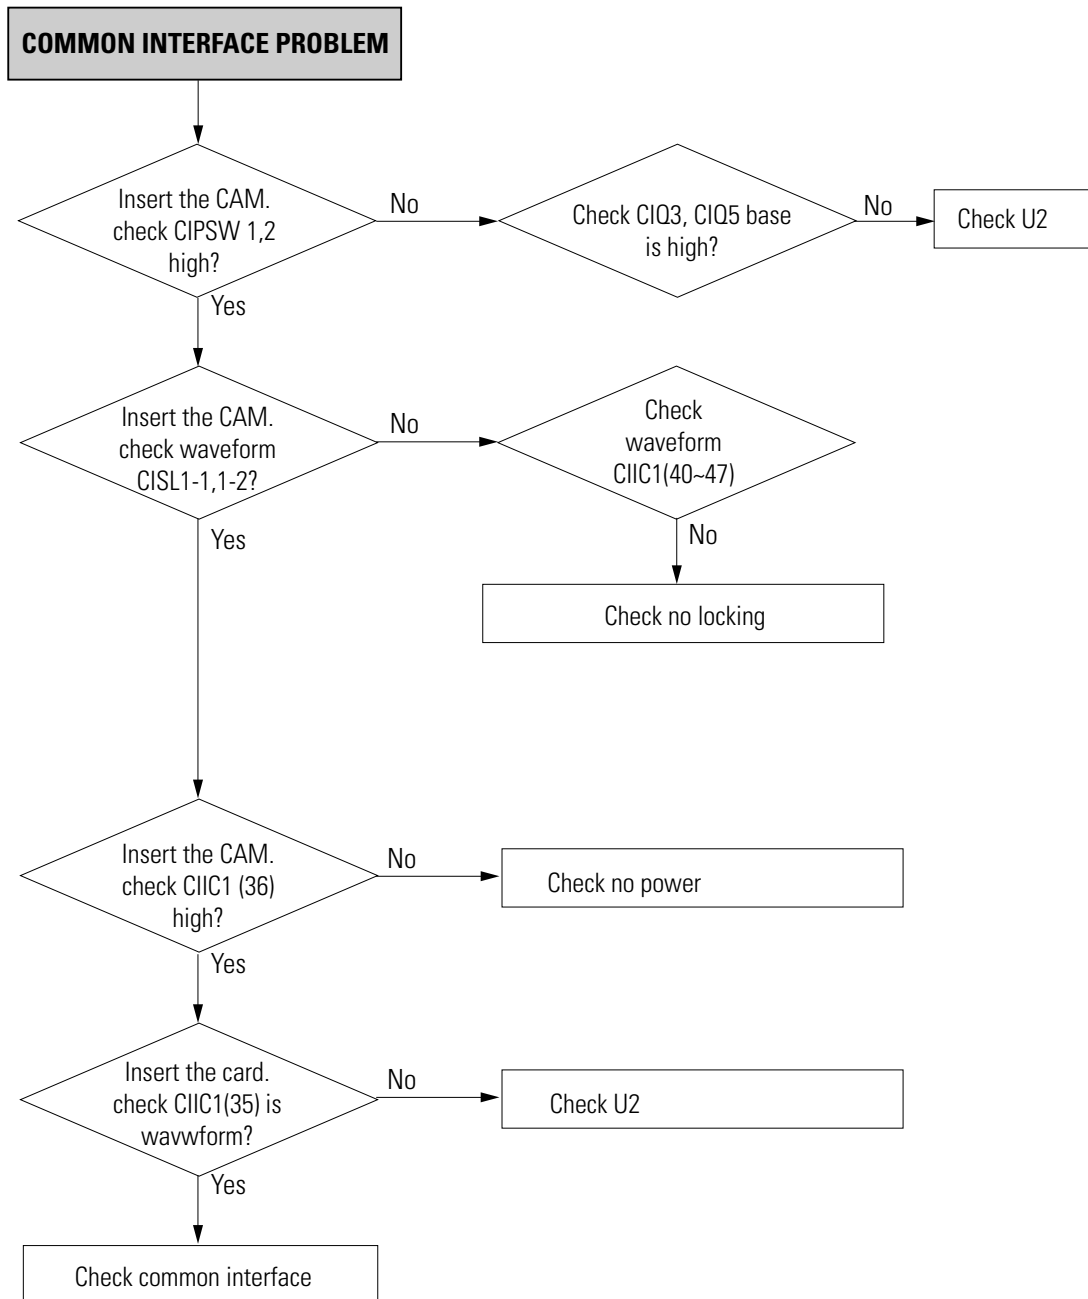 COMMON INTERFACE PROBLEM
Insert the CAM.
check CIPSW 1,2
high?
No
Check CIQ3, CIQ5 base
is high?
No
Check U2
Yes
Insert the CAM.
check waveform
CISL1-1,1-2?
No
Check
waveform
CIIC1(40~47)
Yes
No
Check no locking
Insert the CAM.
check CIIC1 (36)
high?
No
Check no power
Yes
Insert the card.
check CIIC1(35) is
wavwform?
No
Check U2
Yes
Check common interface